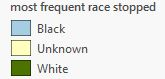 most frequent race stopped
Black
Unknown
White